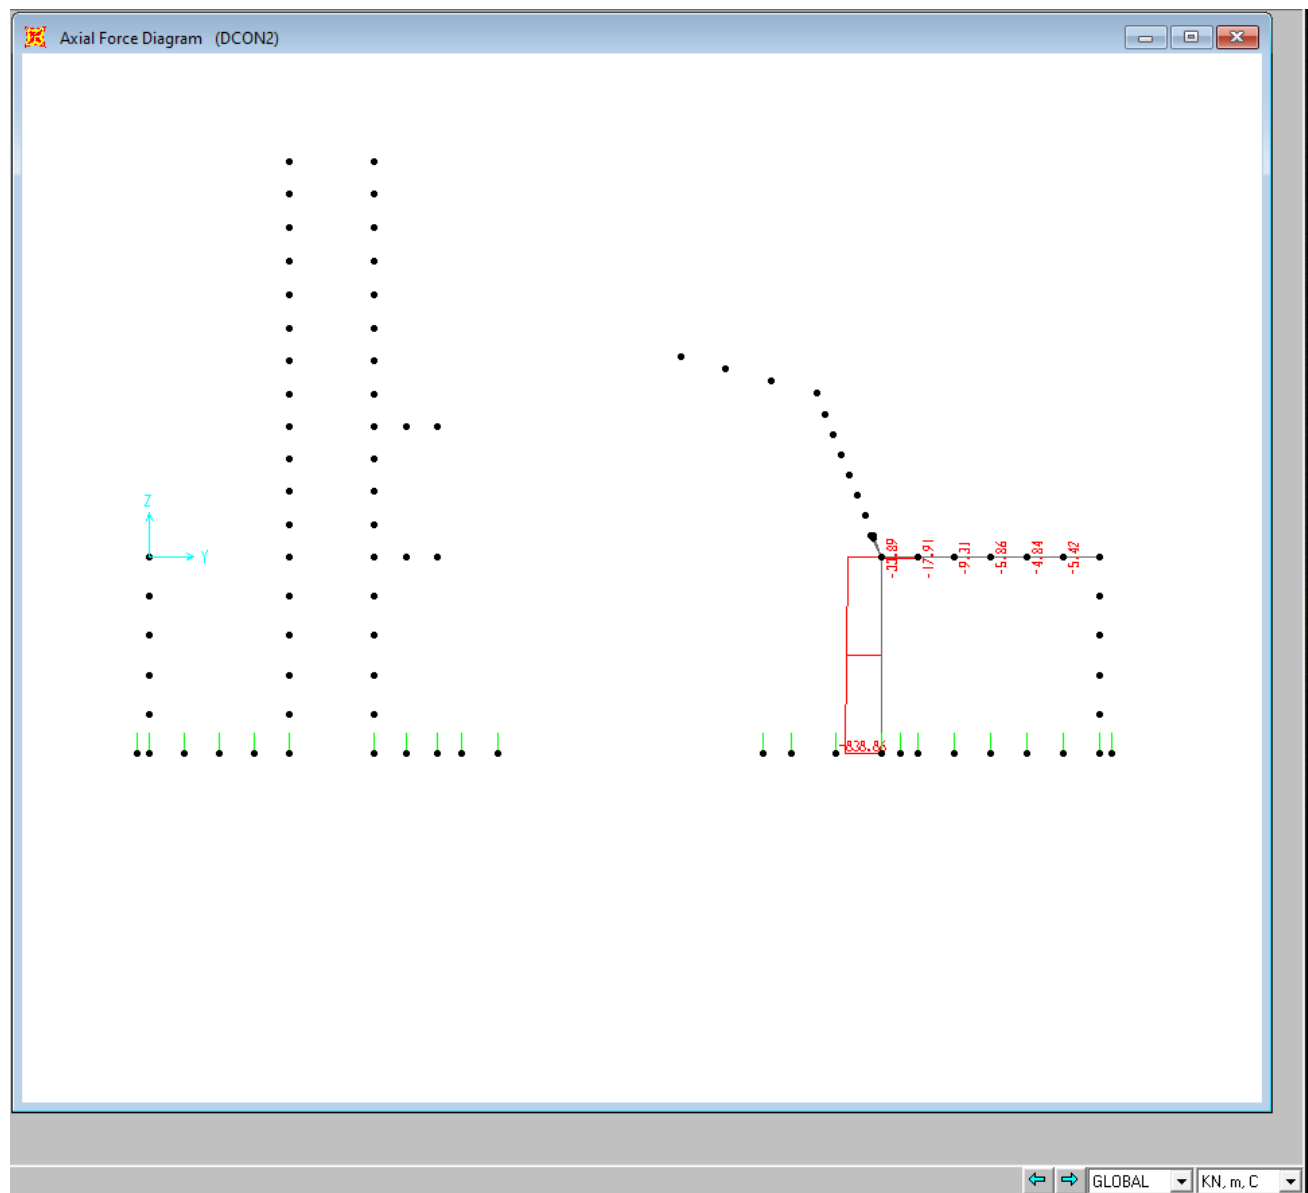 Axial Force Diagram (DCON2)
Z
Y
-33.89
-17.91
-9.31
-5.86
-4.84
-5.42
-838.86
GLOBAL
KN, m, C